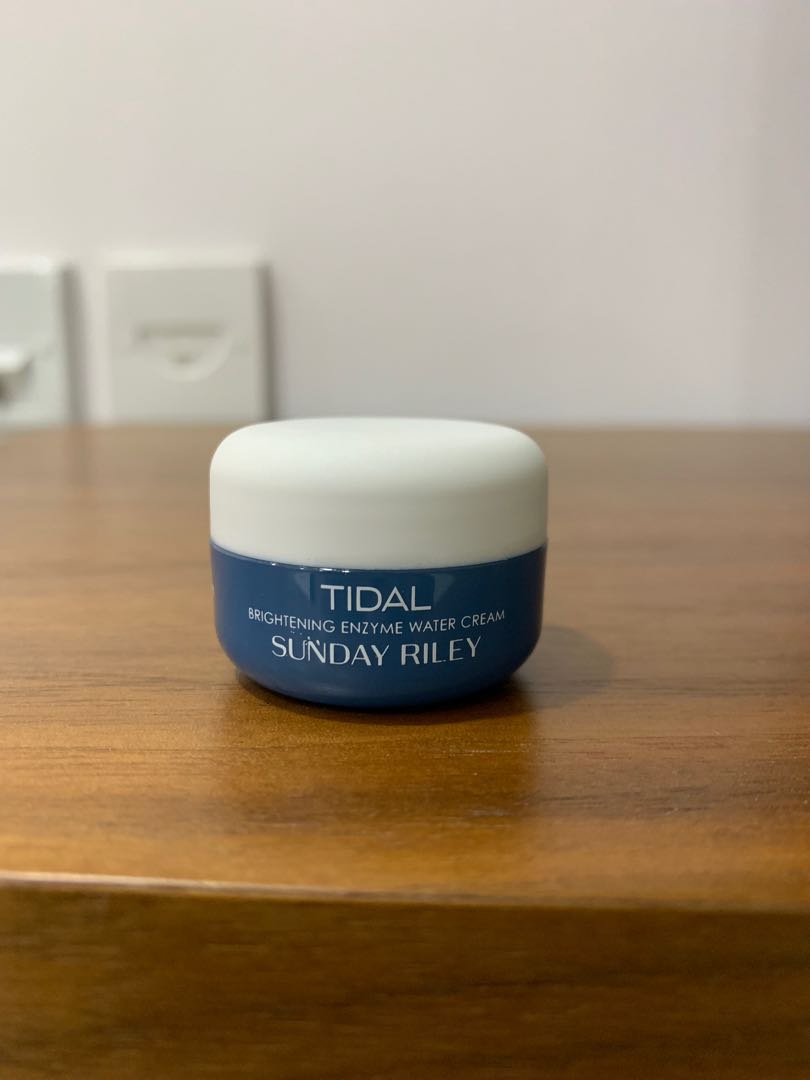 TIDAL
BRIGHTENING ENZYME WATER CREAM
SUNDAY RILEY